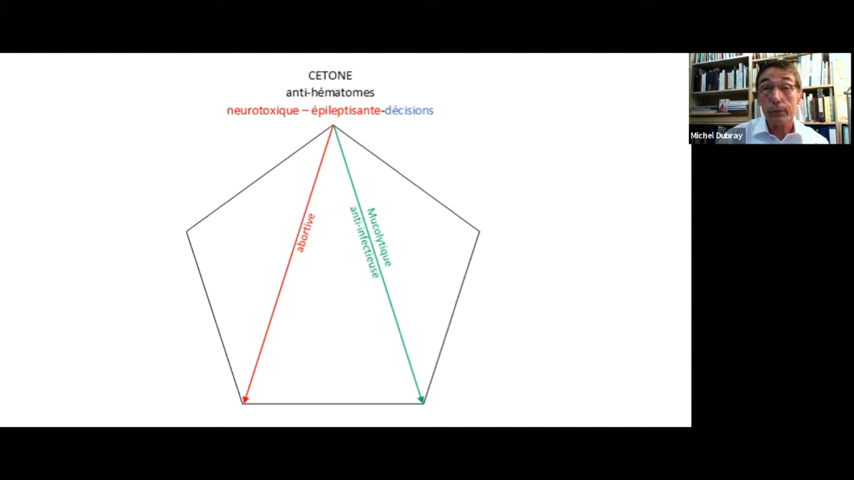 CETONE
anti-hématomes
neurotoxique – épileptisante-décisions
abortive
Mucolytique
anti-infectieuse
Michel Dubray